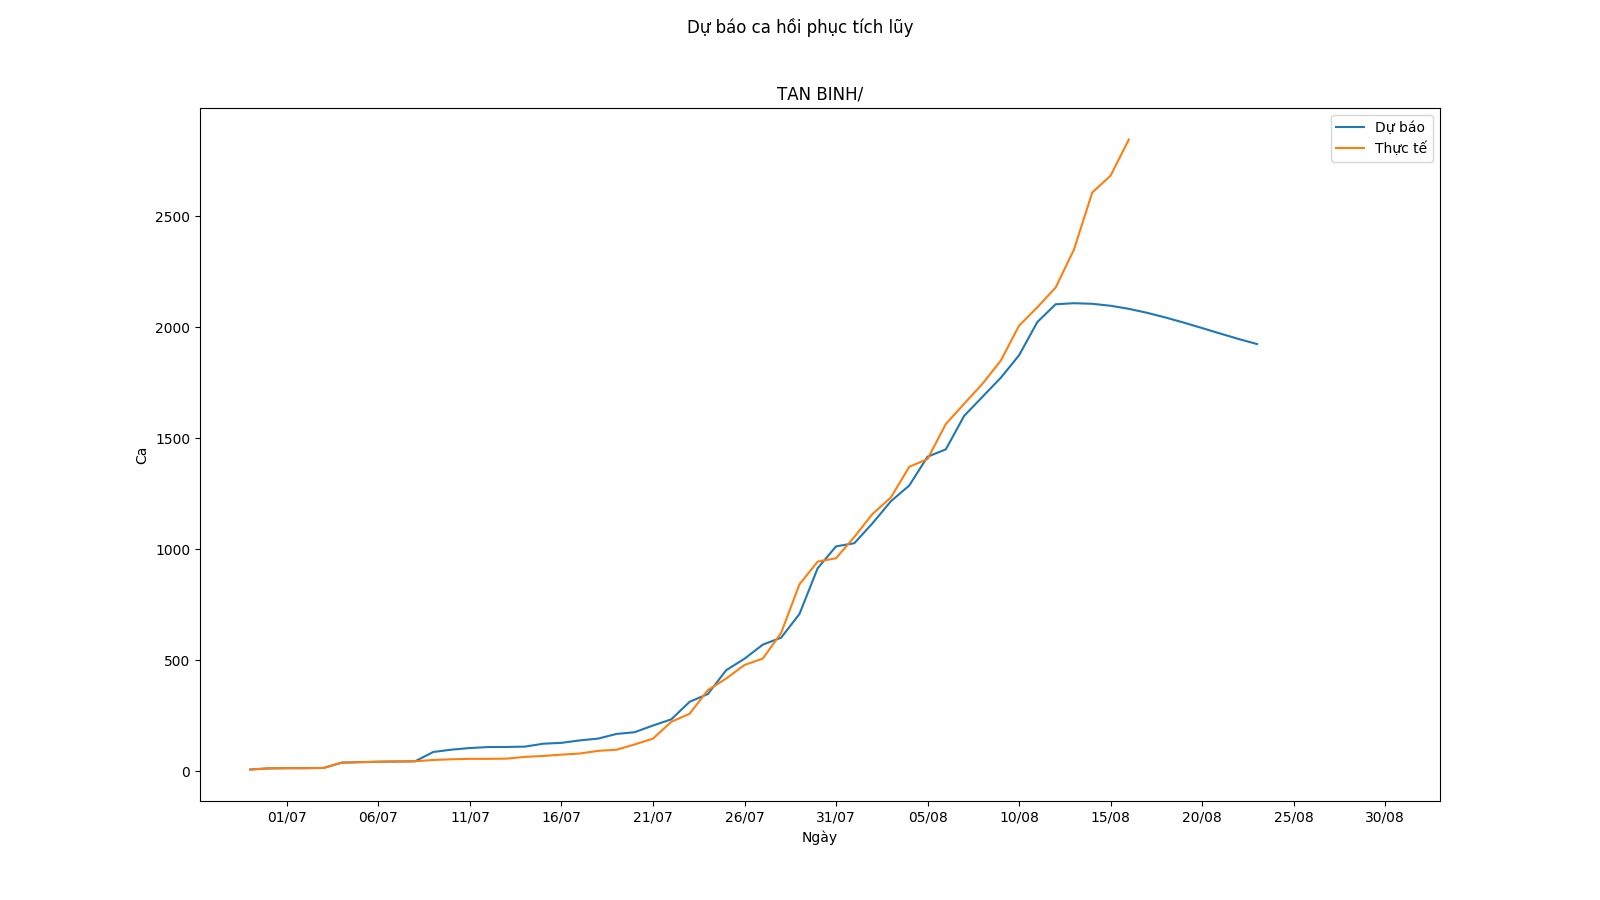 Dự báo ca hồi phục tích lũy
TAN BINH/
Dự báo
Thực tế
2500
2000
1500
1000
500
0
Ca
01/07 06/07 11/07 16/07 21/07 26/07 31/07 05/08 10/08 15/08 20/08 25/08 30/08
Ngày